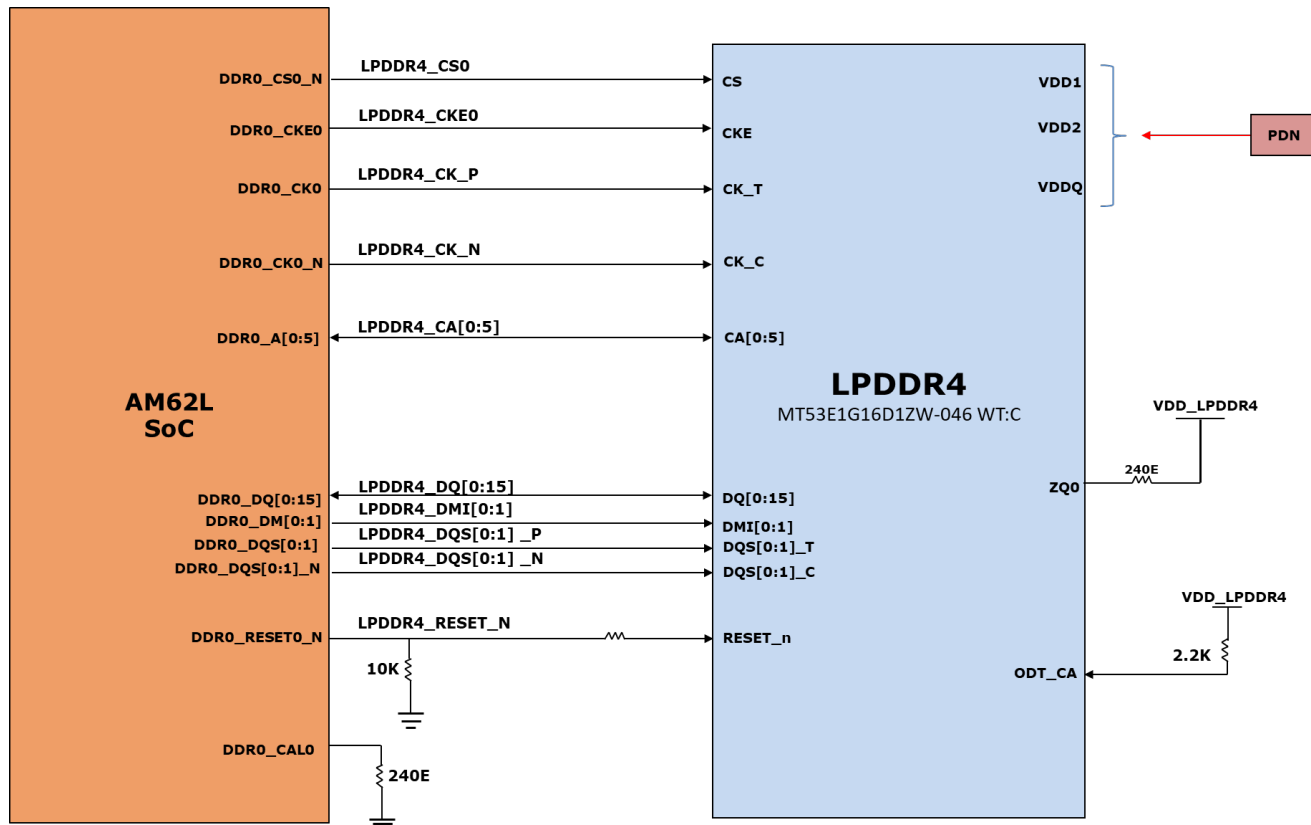 DDR0_CS0_N
LPDDR4_CS0
CS
VDD1
DDR0_CKE0
LPDDR4_CKE0
CKE
VDD2
PDN
DDR0_CK0
LPDDR4_CK_P
CK_T
VDDQ
DDR0_CK0_N
LPDDR4_CK_N
CK_C
DDR0_A[0:5]
LPDDR4_CA[0:5]
CA[0:5]
AM62L
SoC
LPDDR4
MT53E1G16D1ZW-046 WT:C
VDD_LPDDR4
240E
ZQ0
DDR0_DQ[0:15]
LPDDR4_DQ[0:15]
DQ[0:15]
DDR0_DM[0:1]
LPDDR4_DMI[0:1]
DMI[0:1]
DDR0_DQS[0:1]
LPDDR4_DQS[0:1] _P
DQS[0:1]_T
DDR0_DQS[0:1]_N
LPDDR4_DQS[0:1] _N
DQS[0:1]_C
VDD_LPDDR4
DDR0_RESET0_N
LPDDR4_RESET_N
RESET_n
10K
2.2K
ODT_CA
DDR0_CAL0
240E